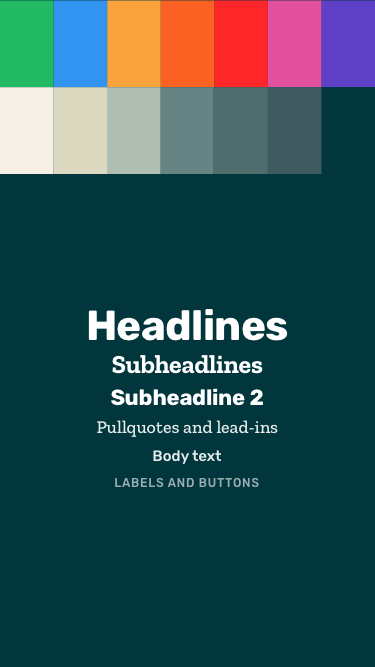 Headlines
Subheadlines
Subheadline 2
Pullquotes and lead-ins
Body text
LABELS AND BUTTONS